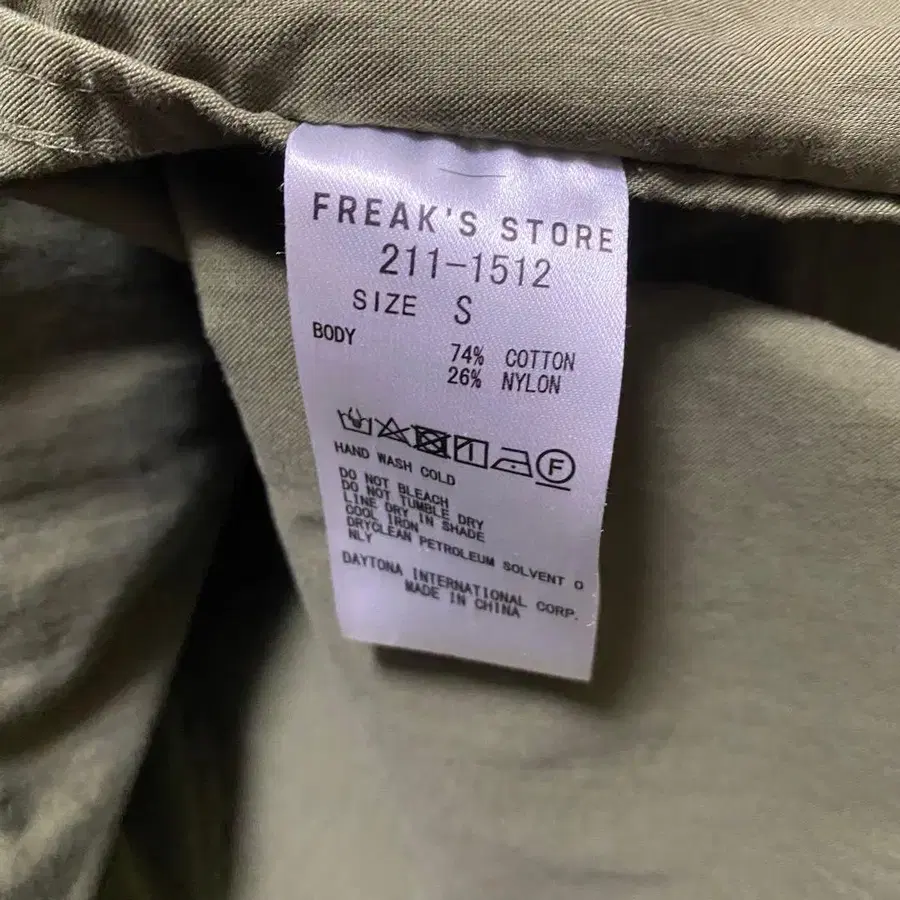 FREAK'S STORE
211-1512
SIZE S
BODY
74% COTTON
26% NYLON
F
HAND WASH COLD
DO NOT BLEACH
DO NOT TUMBLE DRY
LINE DRY IN SHADE
COOL IRON
DRYCLEAN PETROLEUM SOLVENT O
NLY
DAYTONA INTERNATIONAL CORP.
MADE IN CHINA